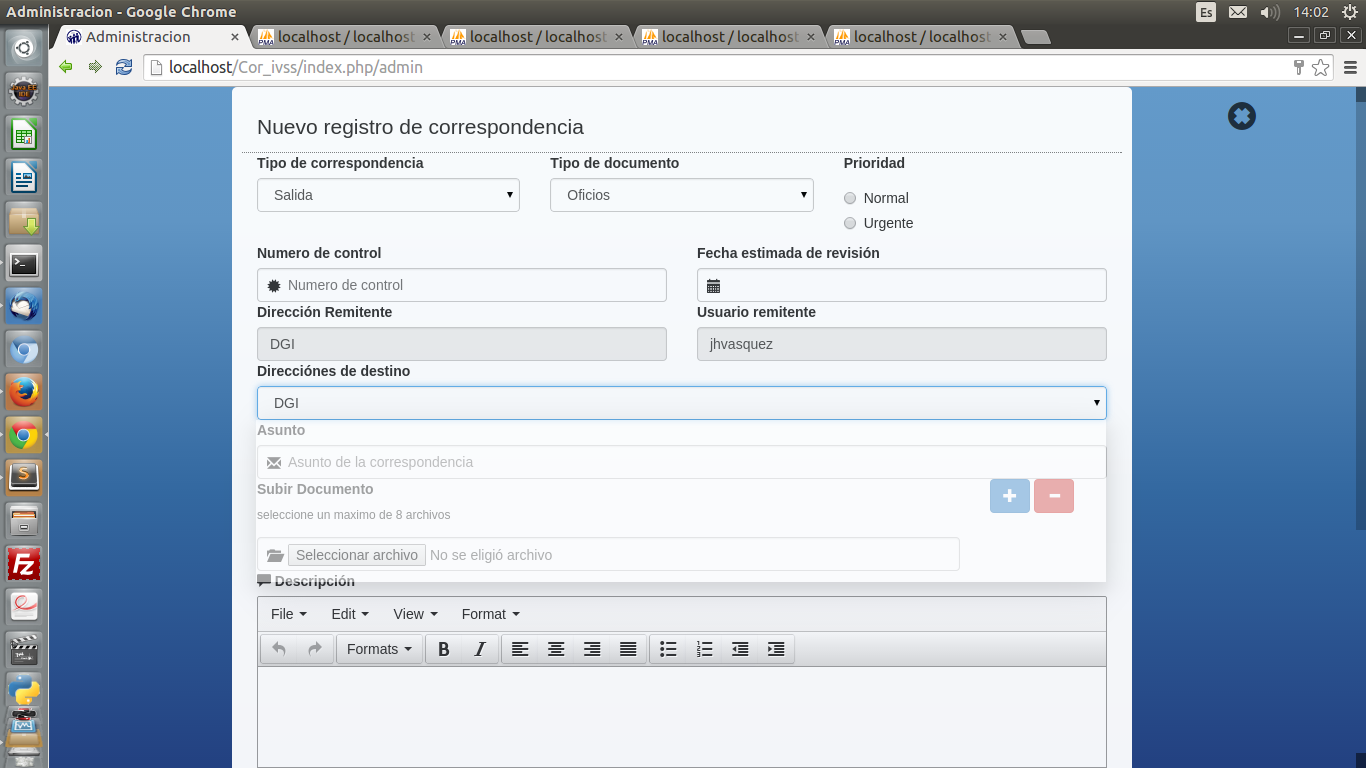 Administracion - Google Chrome
Es
14:02
Administracion
localhost / localhost
localhost / localhost
localhost / localhost
localhost / localhost
localhost/Cor_ivss/index.php/admin
Nuevo registro de correspondencia
Tipo de correspondencia
Tipo de documento
Prioridad
Salida
Oficios
Normal
Urgente
Numero de control
Fecha estimada de revisión
Numero de control
Dirección Remitente
Usuario remitente
DGI
jhvasquez
Direcciónes de destino
DGI
Asunto
Asunto de la correspondencia
Subir Documento
seleccione un maximo de 8 archivos
Seleccionar archivo No se eligió archivo
Descripción
File Edit View Format
Formats B I